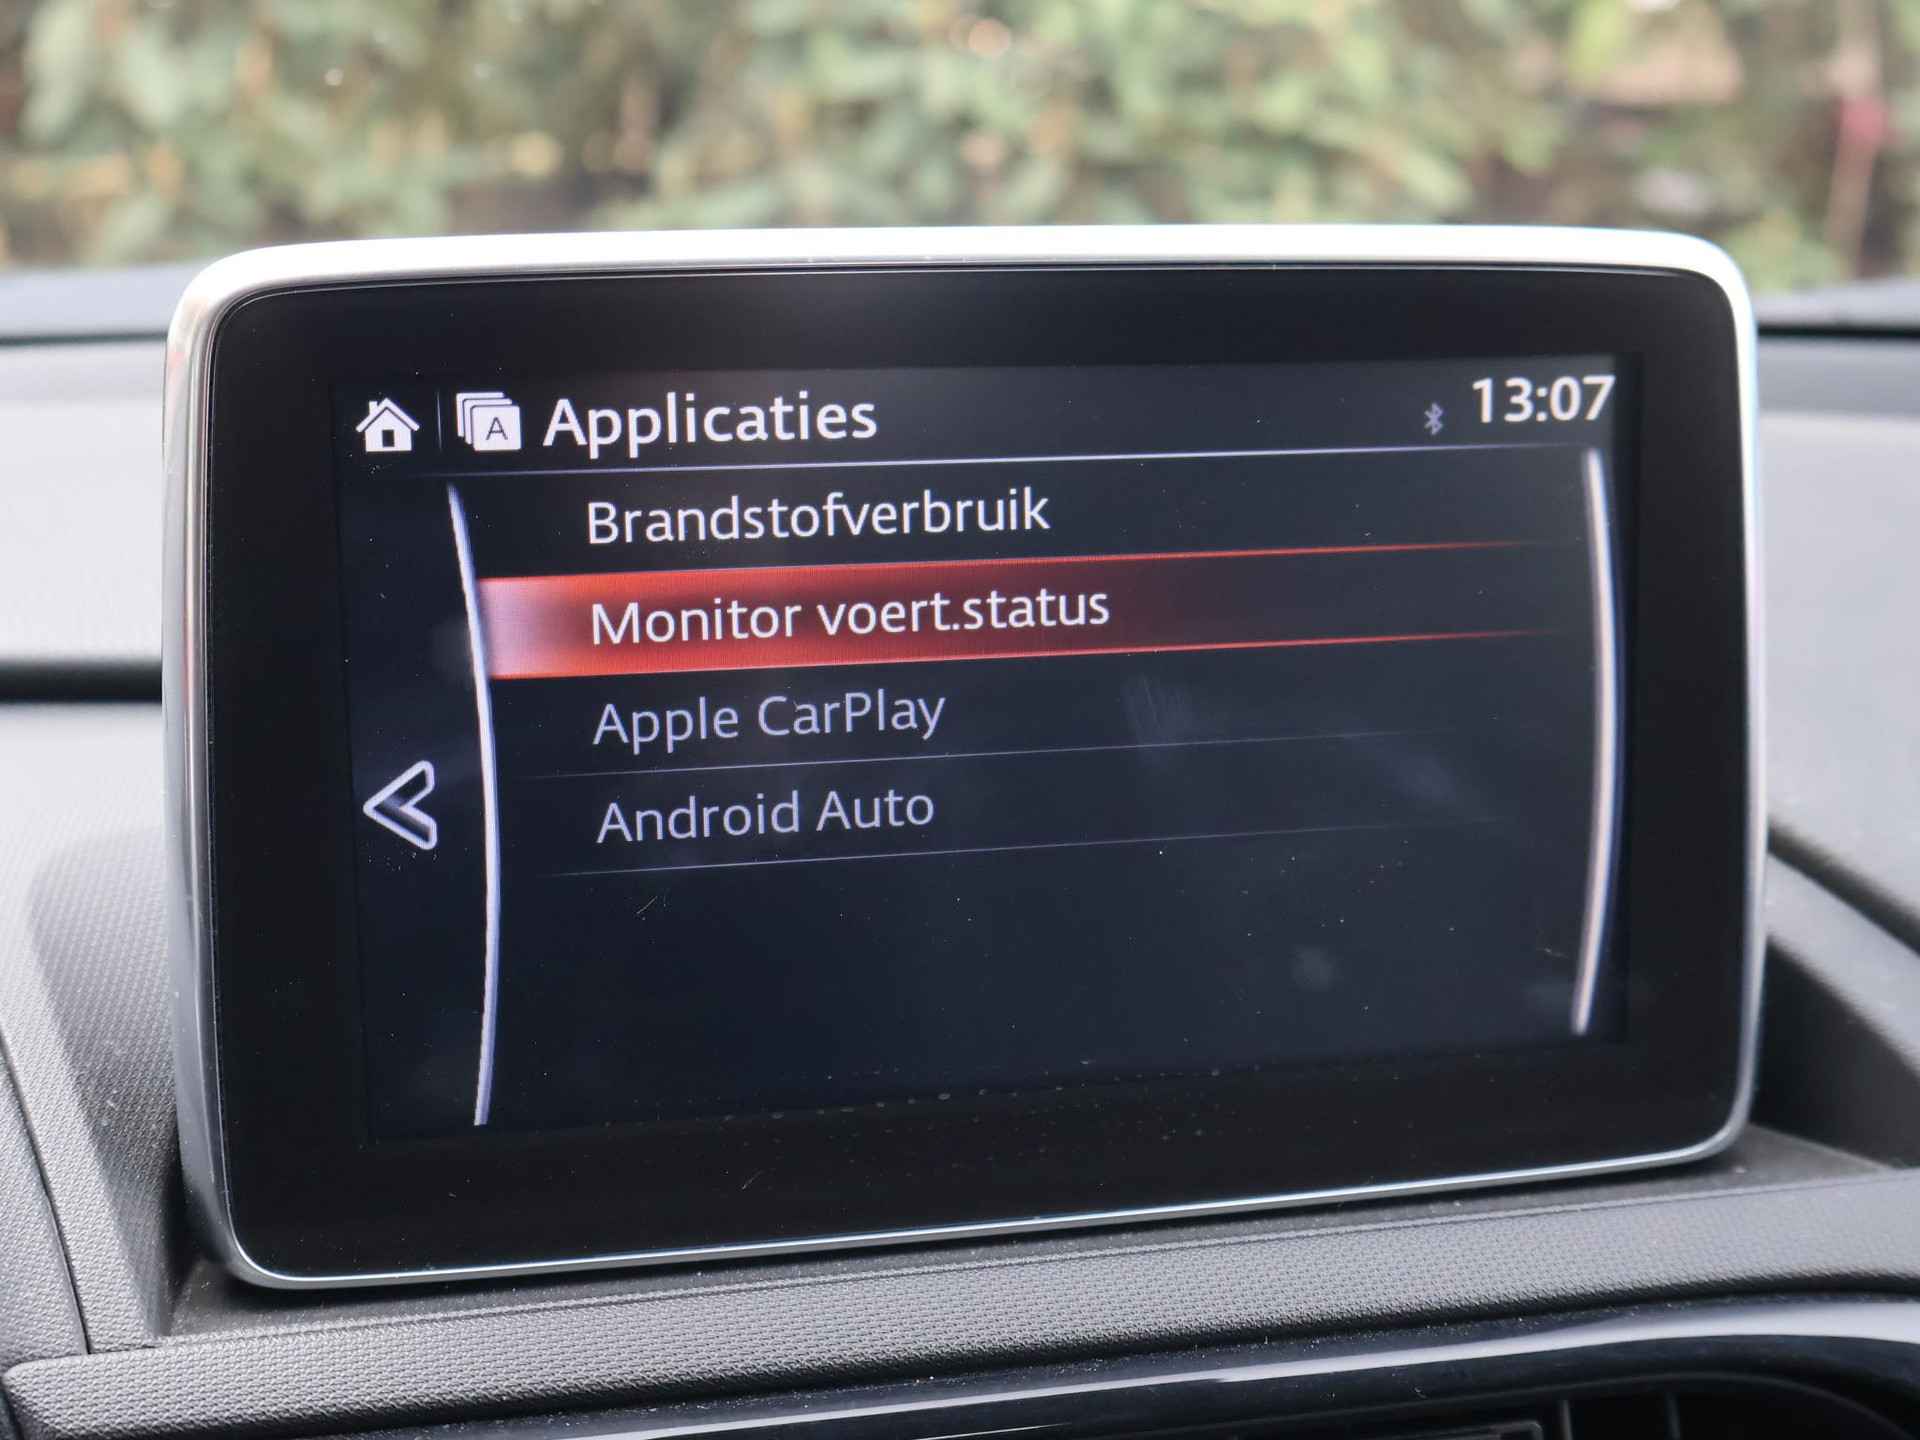 A Applicaties 13:07
Brandstofverbruik
Monitor voert.status
Apple CarPlay
Android Auto